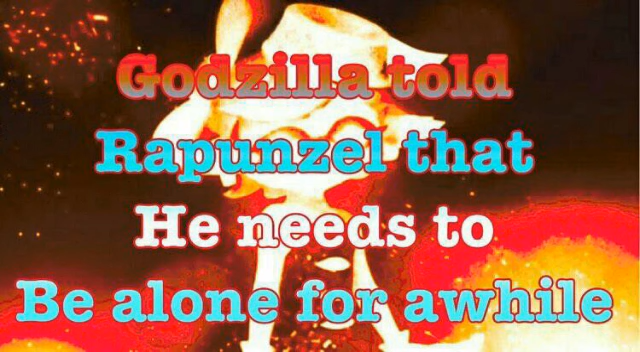 Godzilla told
Rapunzel that
He needs to
Be alone for awhile